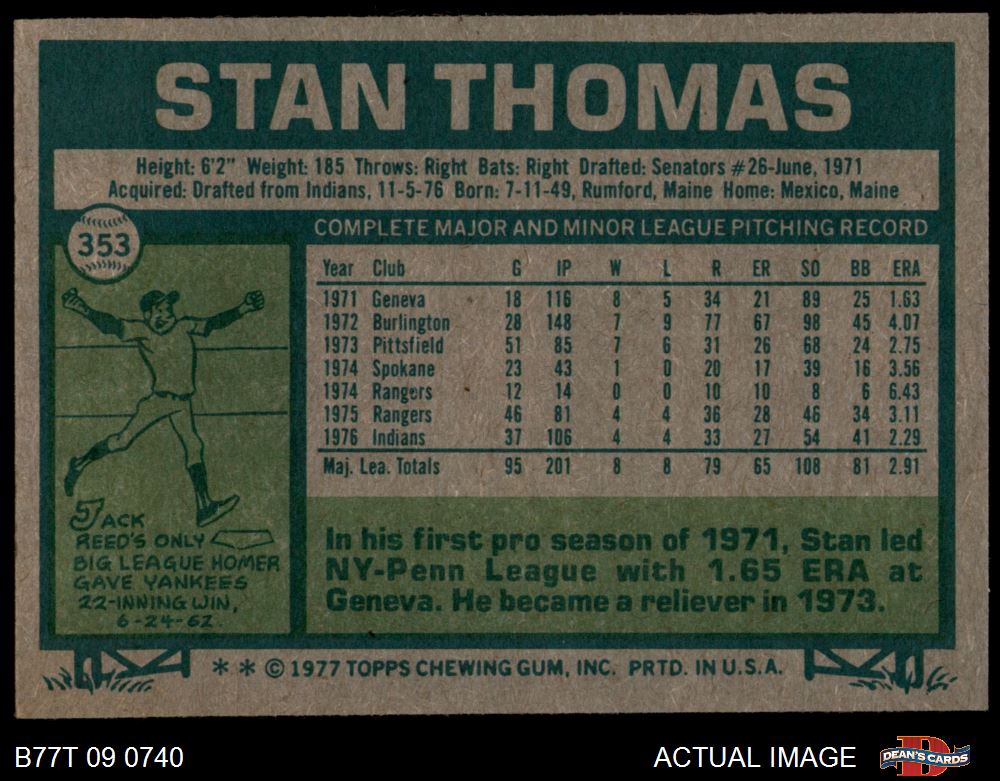 STAN THOMAS
Height: 6'2" Weight: 185 Throws: Right Bats: Right Drafted: Senators #26-June, 1971
Acquired: Drafted from Indians, 11-5-76 Born: 7-11-49, Rumford, Maine Home: Mexico, Maine
353
COMPLETE MAJOR AND MINOR LEAGUE PITCHING RECORD
Year Club G IP W L R ER SO BB ERA
1971 Geneva 18 116 8 5 34 21 89 25 1.63
1972 Burlington 28 148 7 9 77 67 98 45 4.07
1973 Pittsfield 51 85 7 6 31 26 68 24 2.75
1974 Spokane 23 43 1 0 20 17 39 16 3.56
1974 Rangers 12 14 0 0 10 10 8 6 6.43
1975 Rangers 46 81 4 4 36 28 46 34 3.11
1976 Indians 37 106 4 4 33 27 54 41 2.29
Maj. Lea. Totals 95 201 8 8 79 65 108 81 2.91
JACK
REED'S ONLY
BIG LEAGUE HOMER
GAVE YANKEES
22-INNING WIN,
6-24-62.
In his first pro season of 1971, Stan led
NY-Penn League with 1.65 ERA at
Geneva. He became a reliever in 1973.
* * © 1977 TOPPS CHEWING GUM, INC. PRTD. IN U.S.A.
B77T 09 0740
ACTUAL IMAGE
D
DEAN'S CARDS